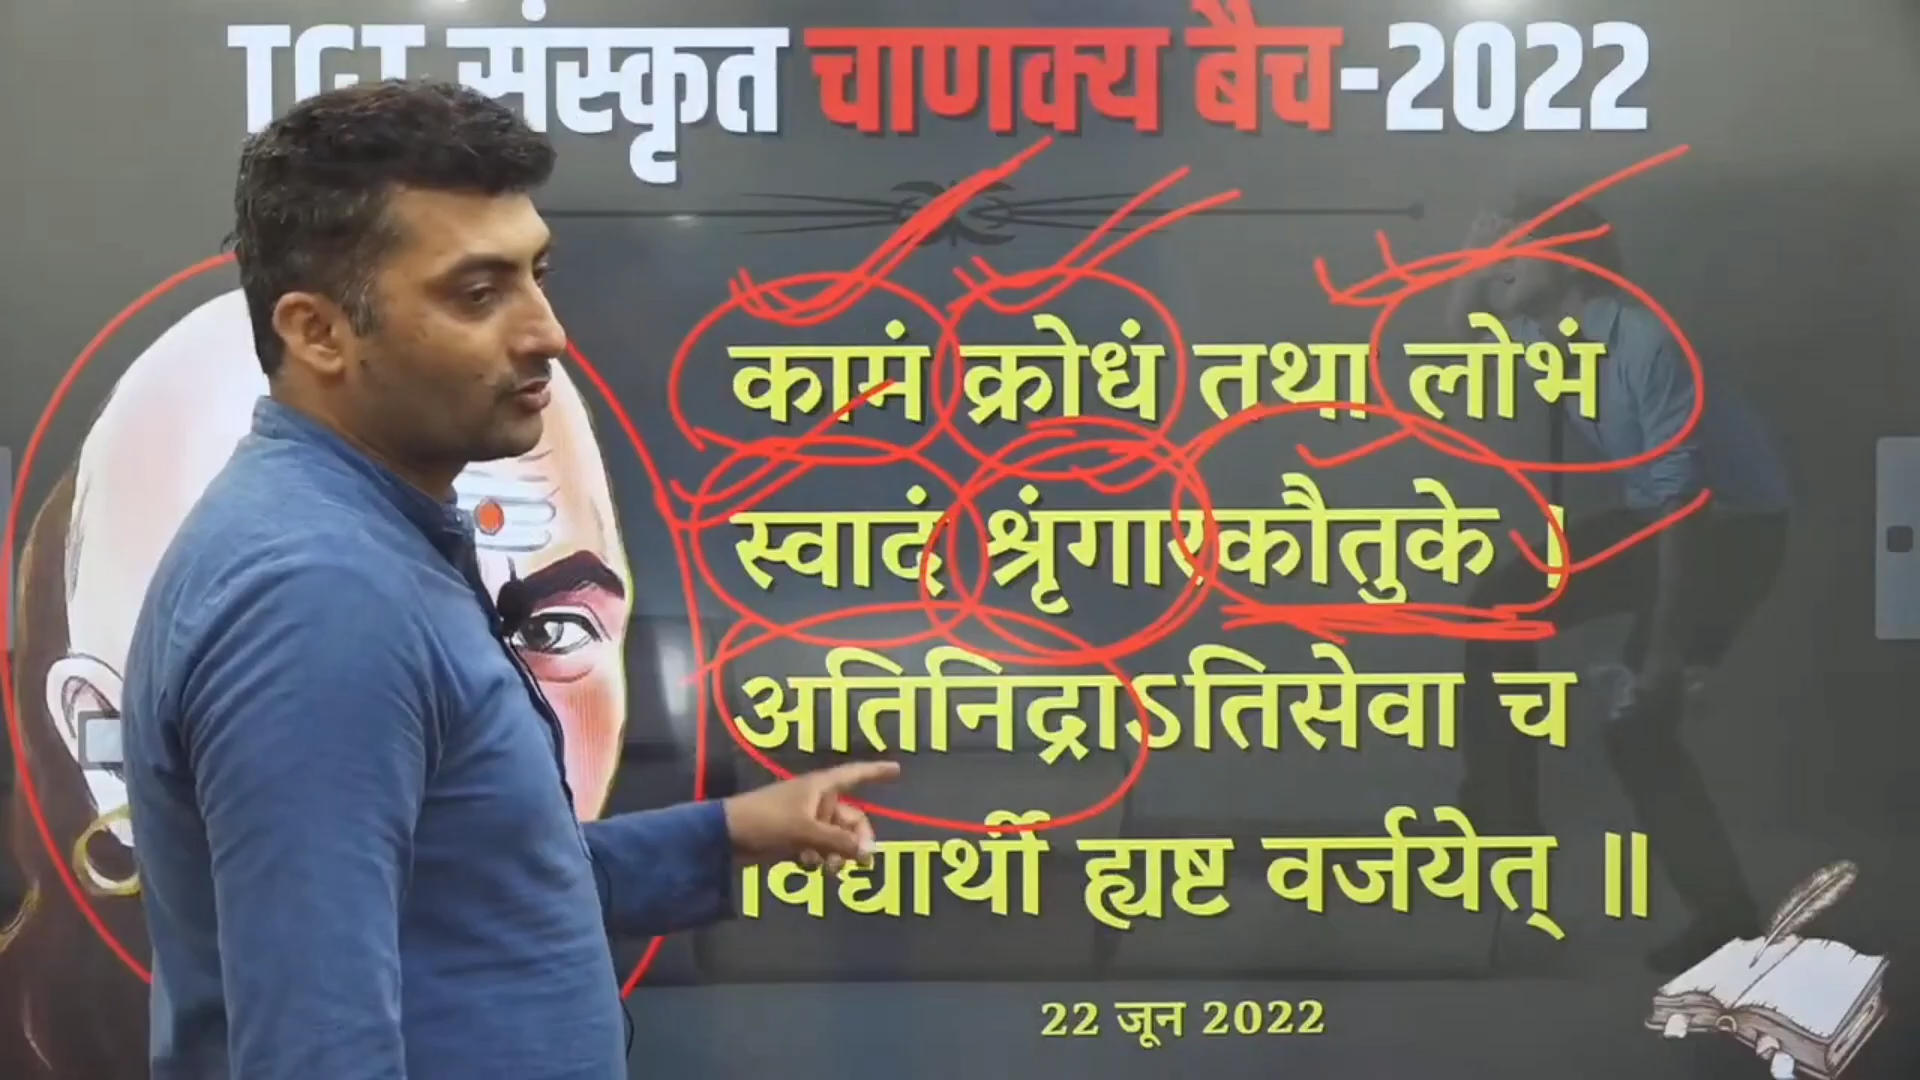 TGT संस्कृत चाणक्य बैच-2022
कामं क्रोधं तथा लोभं
स्वादं श्रृंगारकौतुके ।
अतिनिद्राऽतिसेवा च
विद्यार्थी ह्यष्ट वर्जयेत् ॥
22 जून 2022